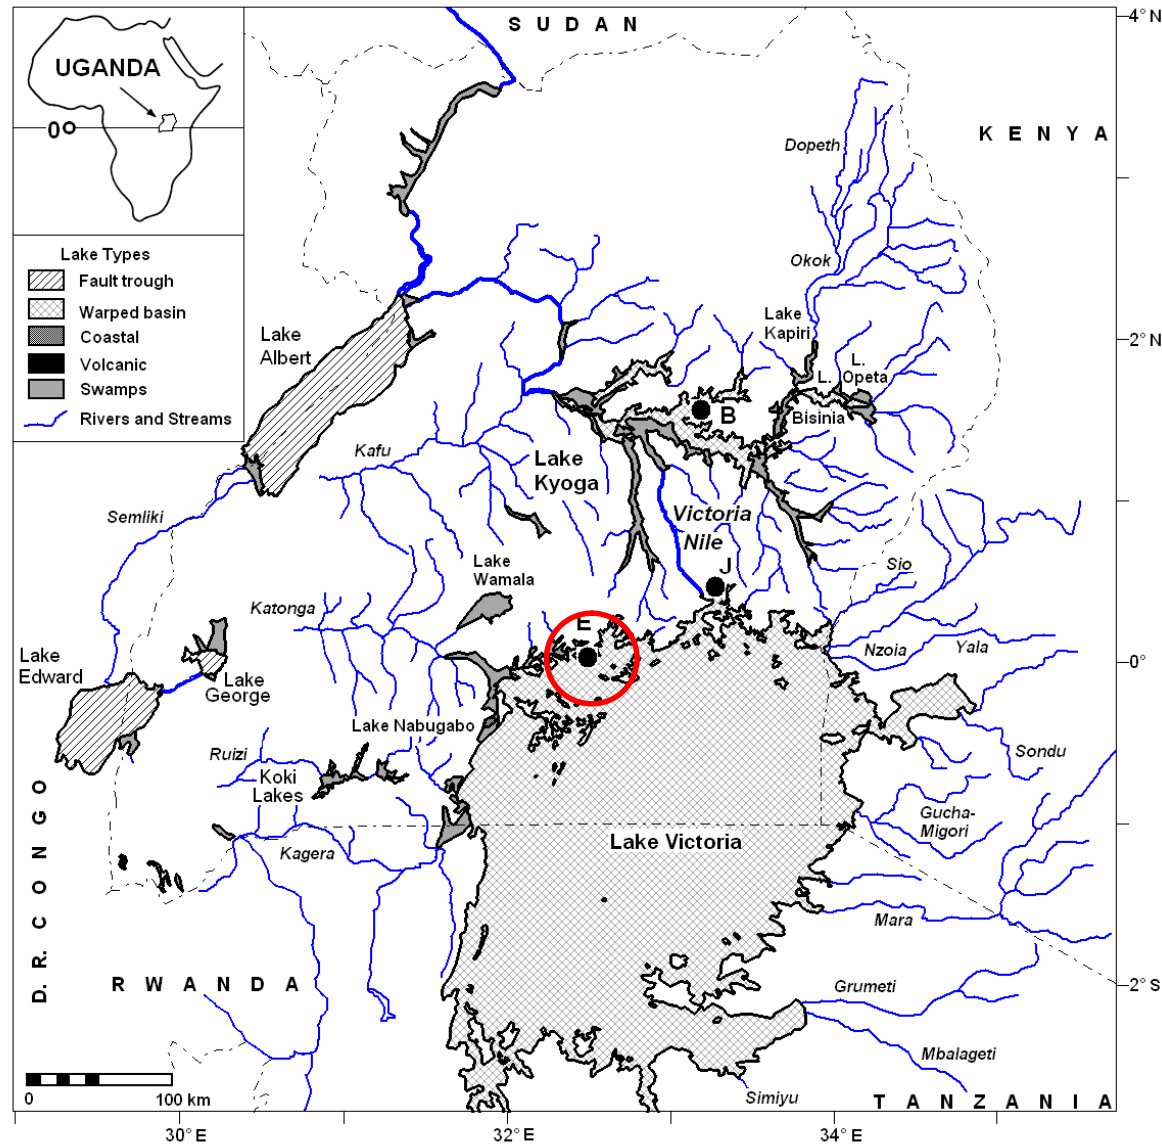 SUDAN
4° N
UGANDA
0°
KENYA
Dopeth
Lake Types
Fault trough
Warped basin
Coastal
Volcanic
Swamps
Rivers and Streams
Okok
Lake
Kapiri
Lake
Albert
2° N
L.
Opeta
L.
Bisinia
B
Kafu
Lake
Kyoga
Victoria
Nile
Semliki
J
Sio
Lake
Wamala
Katonga
E
Nzoia
Yala
0°
Lake
Edward
Lake
George
Lake Nabugabo
Ruizi
Koki
Lakes
Sondu
Gucha-
Migori
Lake Victoria
Kagera
D. R. CONGO
Mara
RWANDA
Grumeti
2° S
Mbalageti
0
100 km
Simiyu
TANZANIA
30° E
32° E
34° E